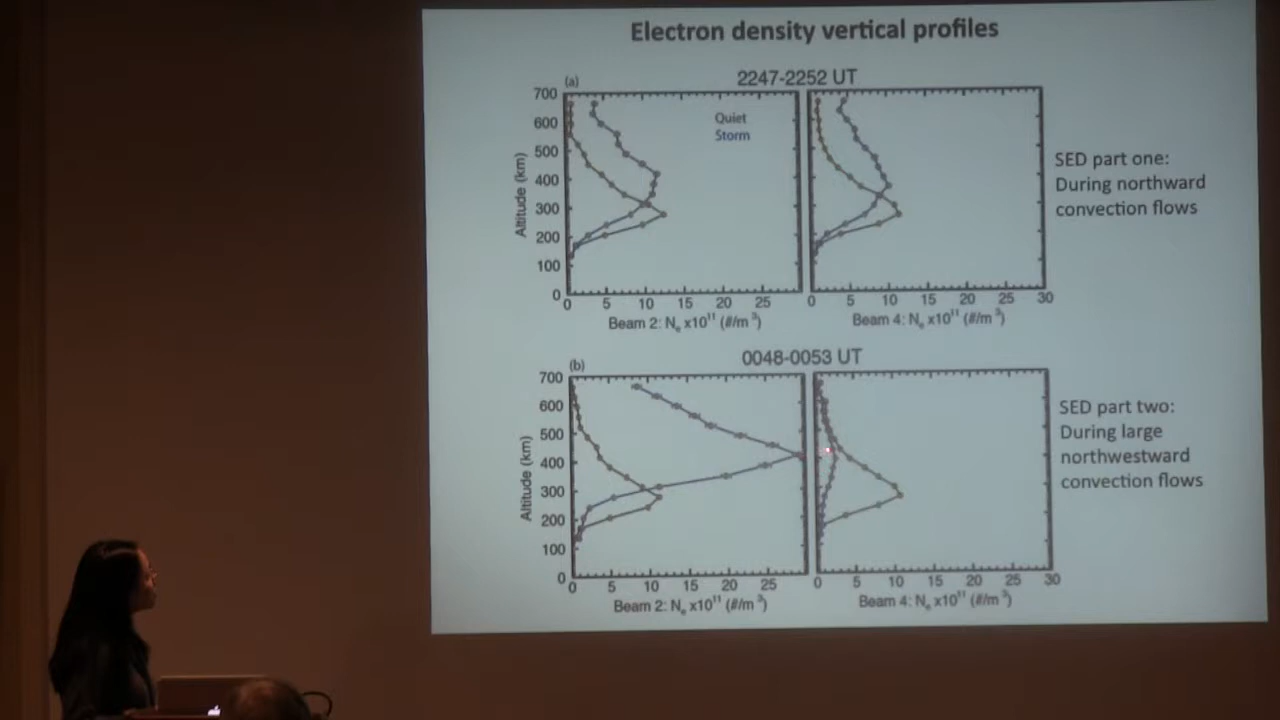 Electron density vertical profiles
(a)
2247-2252 UT
700
600
500
400
300
200
100
0
Altitude (km)
Quiet
Storm
0 5 10 15 20 25
0 5 10 15 20 25 30
Beam 2: Ne x10¹¹ (#/m³)
Beam 4: Ne x10¹¹ (#/m³)
SED part one:
During northward
convection flows
(b)
0048-0053 UT
700
600
500
400
300
200
100
0
Altitude (km)
0 5 10 15 20 25
0 5 10 15 20 25 30
Beam 2: Ne x10¹¹ (#/m³)
Beam 4: Ne x10¹¹ (#/m³)
SED part two:
During large
northwestward
convection flows